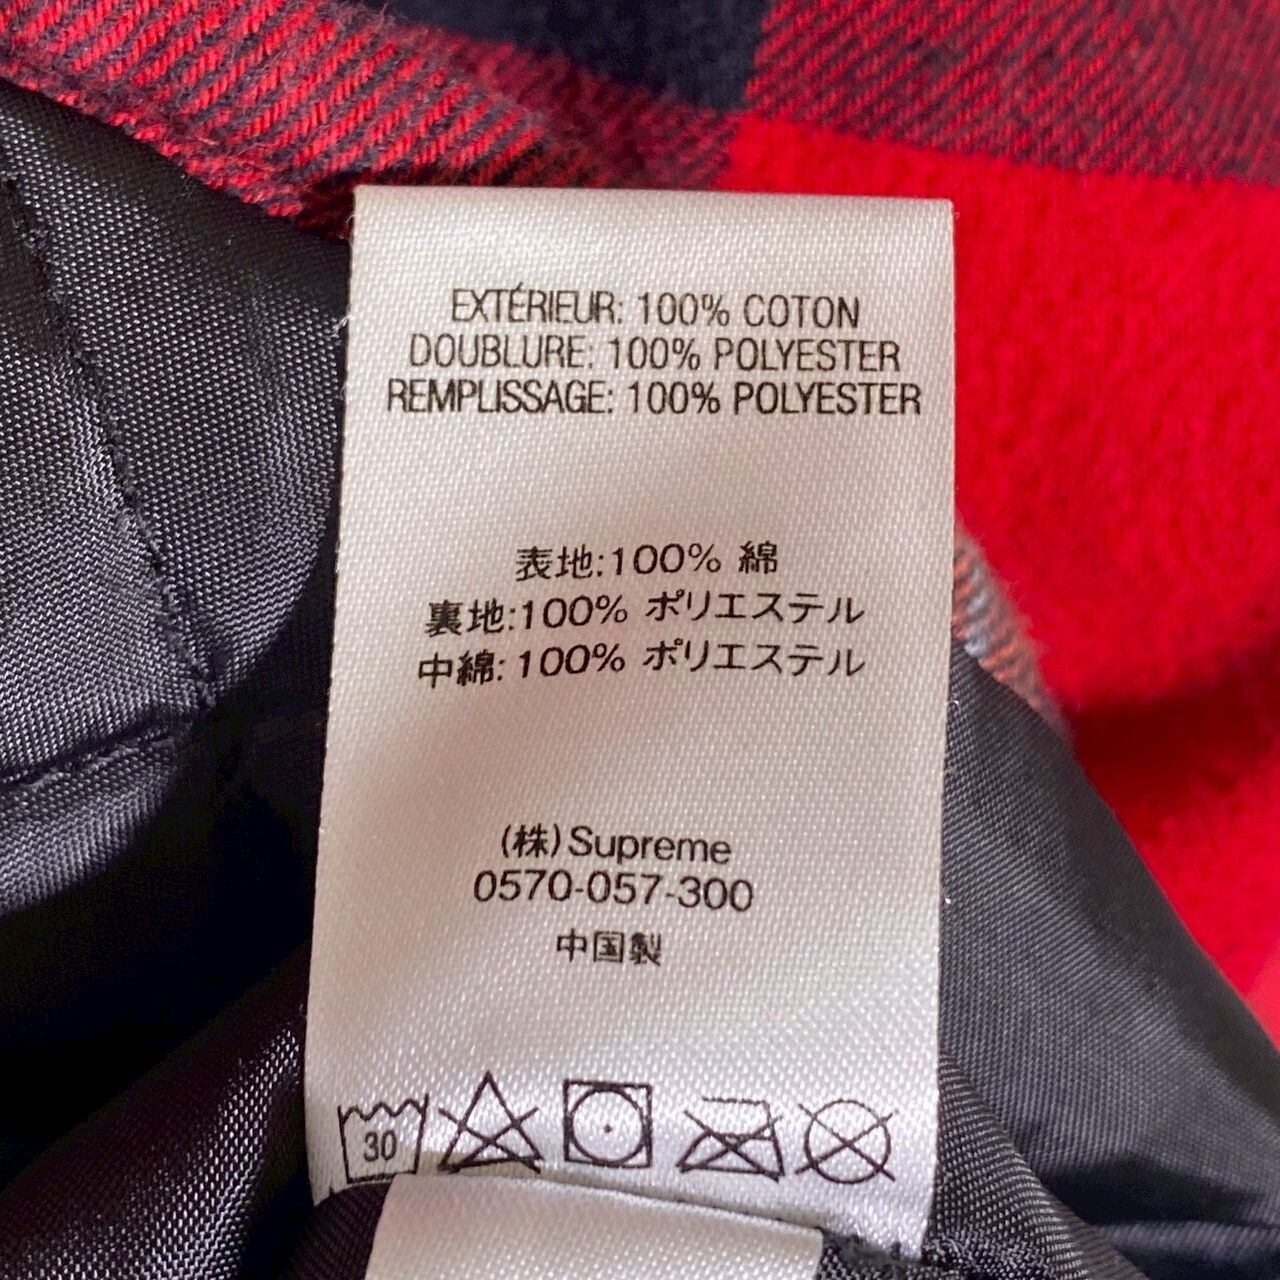 EXTÉRIEUR: 100% COTON
DOUBLURE: 100% POLYESTER
REMPLISSAGE: 100% POLYESTER
表地:100% 綿
裏地:100% ポリエステル
中綿: 100% ポリエステル
(株)Supreme
0570-057-300
中国製
30